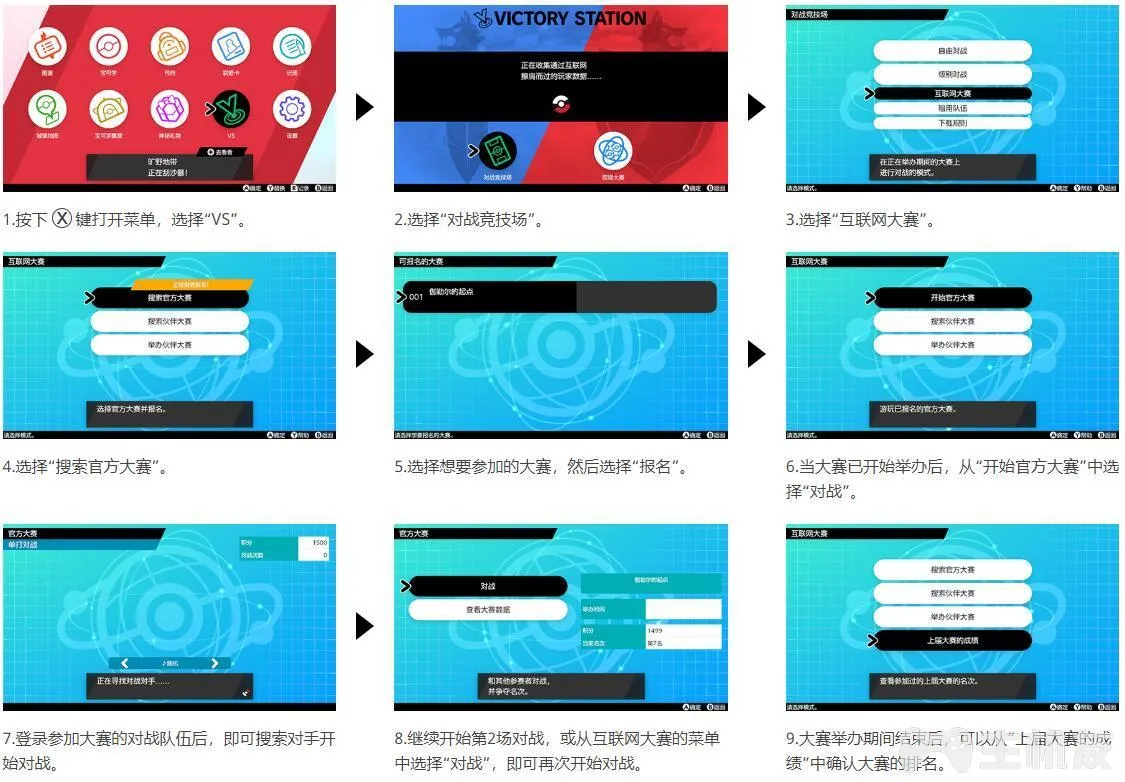 图鉴
宝可梦
包包
联盟卡
记录
城镇地图
宝可梦露营
神秘礼物
VS
设置
去看看
旷野地带
正在刮沙暴！
A确定 Y替换 R记录 B返回
1.按下 X 键打开菜单，选择“VS”。
VICTORY STATION
正在收集通过互联网
擦肩而过的玩家数据……
对战竞技场
现场大赛
A确定 B返回
2.选择“对战竞技场”。
对战竞技场
自由对战
级别对战
互联网大赛
租用队伍
下载规则
在正在举办期间的大赛上
进行对战的模式。
请选择模式。
A确定 Y帮助 B返回
3.选择“互联网大赛”。
互联网大赛
正在接受报名！
搜索官方大赛
搜索伙伴大赛
举办伙伴大赛
选择官方大赛并报名。
请选择模式。
A确定 Y帮助 B返回
4.选择“搜索官方大赛”。
可报名的大赛
001 伽勒尔的起点
请选择想要报名的大赛。
A确定 B返回
5.选择想要参加的大赛，然后选择“报名”。
互联网大赛
开始官方大赛
搜索伙伴大赛
举办伙伴大赛
游玩已报名的官方大赛。
请选择模式。
A确定 Y帮助 B返回
6.当大赛已开始举办后，从“开始官方大赛”中选
择“对战”。
官方大赛
单打对战
积分 1500
对战次数 0
♪随机
正在寻找对战对手……
7.登录参加大赛的对战队伍后，即可搜索对手开
始对战。
官方大赛
对战
查看大赛数据
伽勒尔的起点
举办时间
积分 1499
当前名次 第7名
和其他参赛者对战，
并争夺名次。
A确定 B返回
8.继续开始第2场对战，或从互联网大赛的菜单
中选择“对战”，即可再次开始对战。
互联网大赛
搜索官方大赛
搜索伙伴大赛
举办伙伴大赛
上届大赛的成绩
查看参加过的上届大赛的名次。
请选择模式。
A确定 Y帮助 B返回
9.大赛举办期间结束后，可以从“上届大赛的成
绩”中确认大赛的排名。
主机度